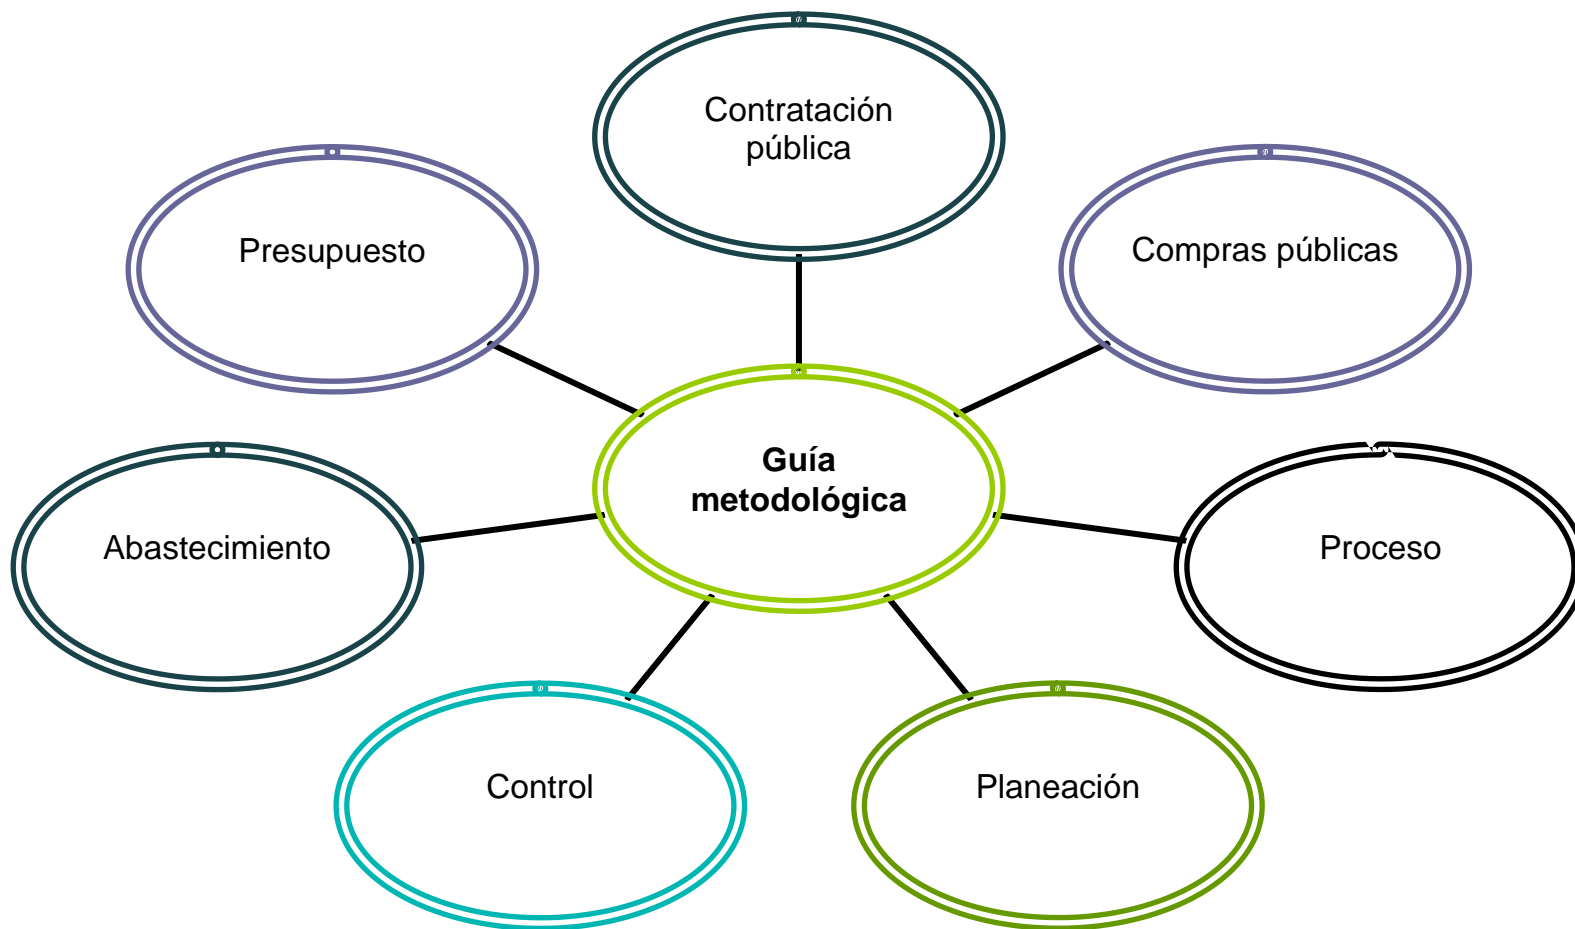 Contratación
pública
Presupuesto
Compras públicas
Guía
metodológica
Abastecimiento
Proceso
Control
Planeación